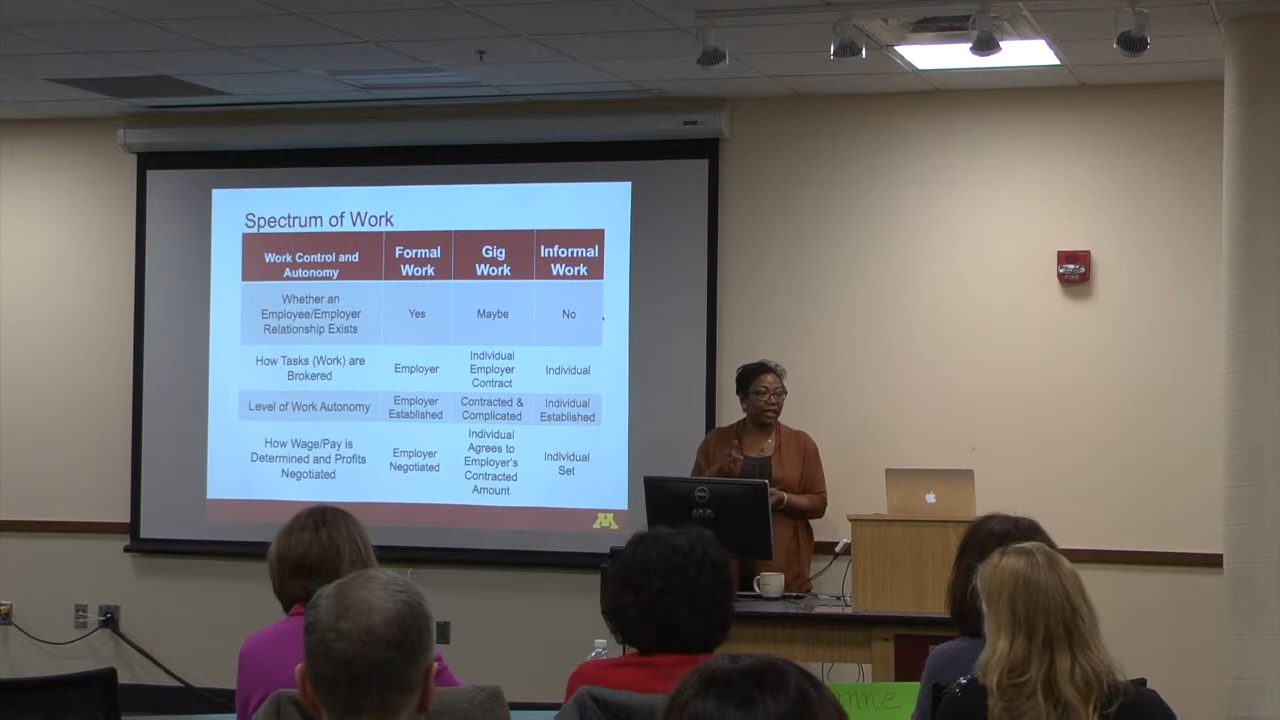 Spectrum of Work
Work Control and
Autonomy
Formal
Work
Gig
Work
Informal
Work
Whether an
Employee/Employer
Relationship Exists
Yes
Maybe
No
How Tasks (Work) are
Brokered
Employer
Individual
Employer
Contract
Individual
Level of Work Autonomy
Employer
Established
Contracted &
Complicated
Individual
Established
How Wage/Pay is
Determined and Profits
Negotiated
Employer
Negotiated
Individual
Agrees to
Employer's
Contracted
Amount
Individual
Set
M
FIRE
DELL